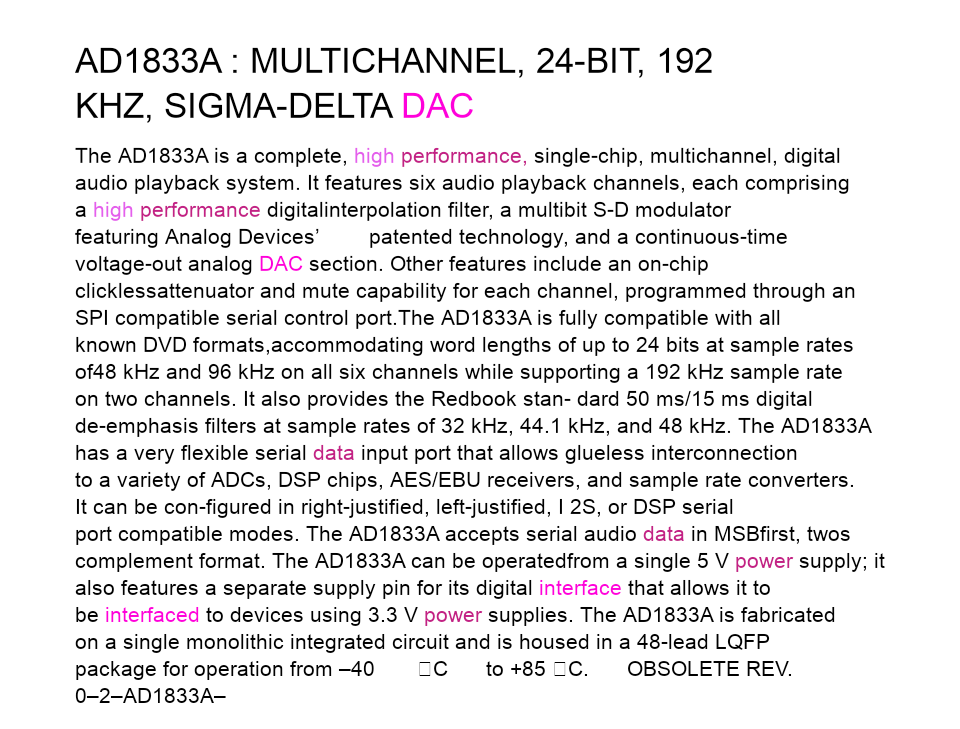 AD1833A : MULTICHANNEL, 24-BIT, 192
KHZ, SIGMA-DELTA DAC
The AD1833A is a complete, high performance, single-chip, multichannel, digital
audio playback system. It features six audio playback channels, each comprising
a high performance digitalinterpolation filter, a multibit S-D modulator
featuring Analog Devices’ patented technology, and a continuous-time
voltage-out analog DAC section. Other features include an on-chip
clicklessattenuator and mute capability for each channel, programmed through an
SPI compatible serial control port.The AD1833A is fully compatible with all
known DVD formats,accommodating word lengths of up to 24 bits at sample rates
of48 kHz and 96 kHz on all six channels while supporting a 192 kHz sample rate
on two channels. It also provides the Redbook stan- dard 50 ms/15 ms digital
de-emphasis filters at sample rates of 32 kHz, 44.1 kHz, and 48 kHz. The AD1833A
has a very flexible serial data input port that allows glueless interconnection
to a variety of ADCs, DSP chips, AES/EBU receivers, and sample rate converters.
It can be con-figured in right-justified, left-justified, I 2S, or DSP serial
port compatible modes. The AD1833A accepts serial audio data in MSBfirst, twos
complement format. The AD1833A can be operatedfrom a single 5 V power supply; it
also features a separate supply pin for its digital interface that allows it to
be interfaced to devices using 3.3 V power supplies. The AD1833A is fabricated
on a single monolithic integrated circuit and is housed in a 48-lead LQFP
package for operation from –40 □C to +85 □C. OBSOLETE REV.
0–2–AD1833A–